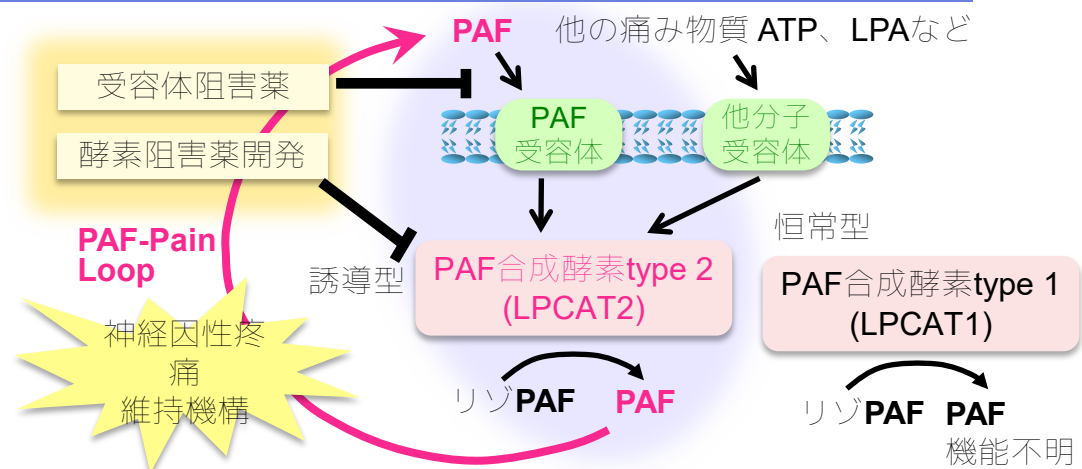 PAF
他の痛み物質 ATP、LPAなど
受容体阻害薬
酵素阻害薬開発
PAF
受容体
他分子
受容体
PAF-Pain
Loop
誘導型
PAF合成酵素type 2
(LPCAT2)
恒常型
PAF合成酵素type 1
(LPCAT1)
神経因性疼
痛
維持機構
リゾPAF
PAF
リゾPAF
PAF
機能不明